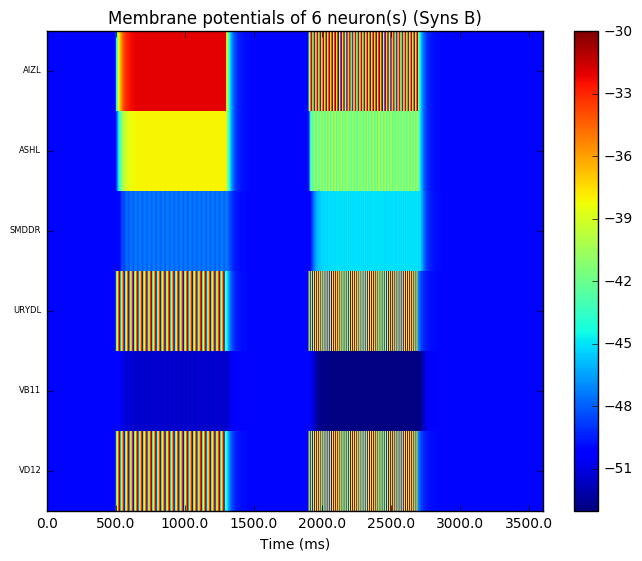 Membrane potentials of 6 neuron(s) (Syns B)
AIZL
ASHL
SMDDR
URYDL
VB11
VD12
0.0 500.0 1000.0 1500.0 2000.0 2500.0 3000.0 3500.0
Time (ms)
−30
−33
−36
−39
−42
−45
−48
−51